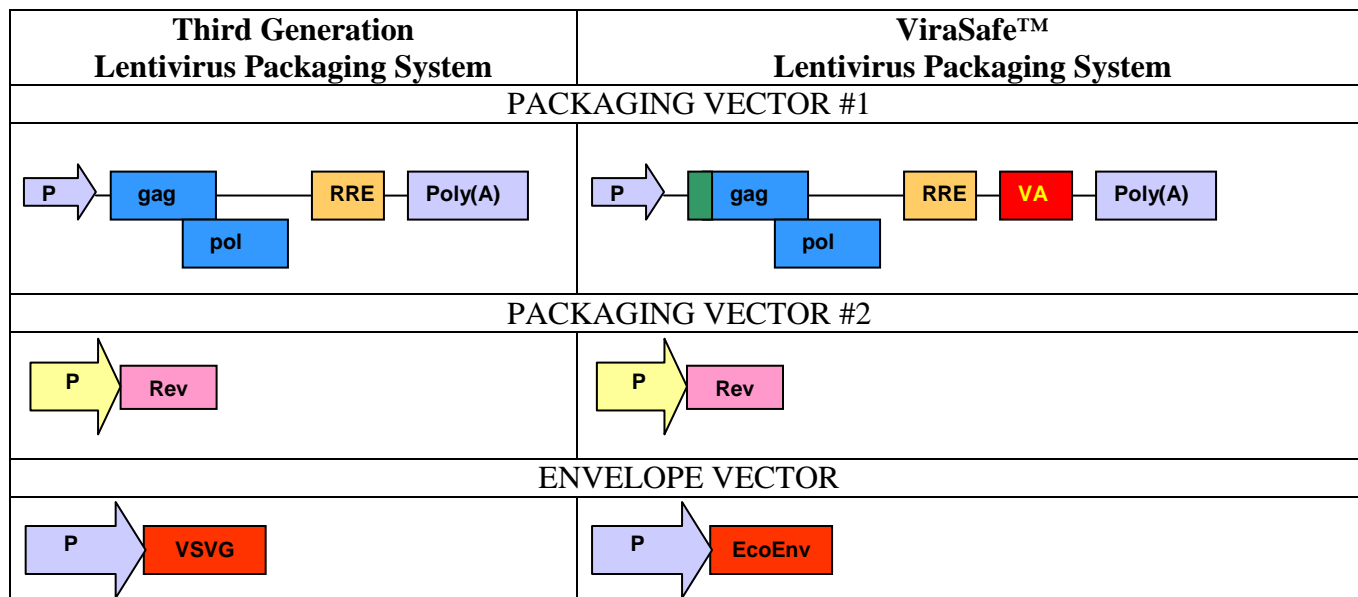 Third Generation
Lentivirus Packaging System
ViraSafe™
Lentivirus Packaging System
PACKAGING VECTOR #1
P gag RRE Poly(A)
pol
P gag RRE VA Poly(A)
pol
PACKAGING VECTOR #2
P Rev
P Rev
ENVELOPE VECTOR
P VSVG
P EcoEnv